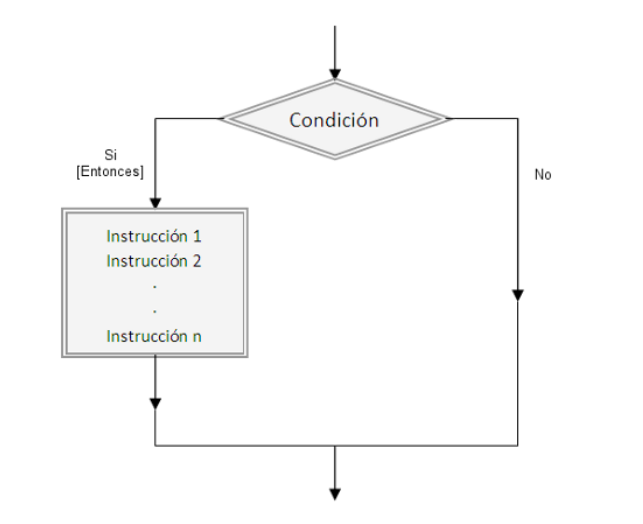 Condición
Si
[Entonces]
No
Instrucción 1
Instrucción 2
.
.
Instrucción n